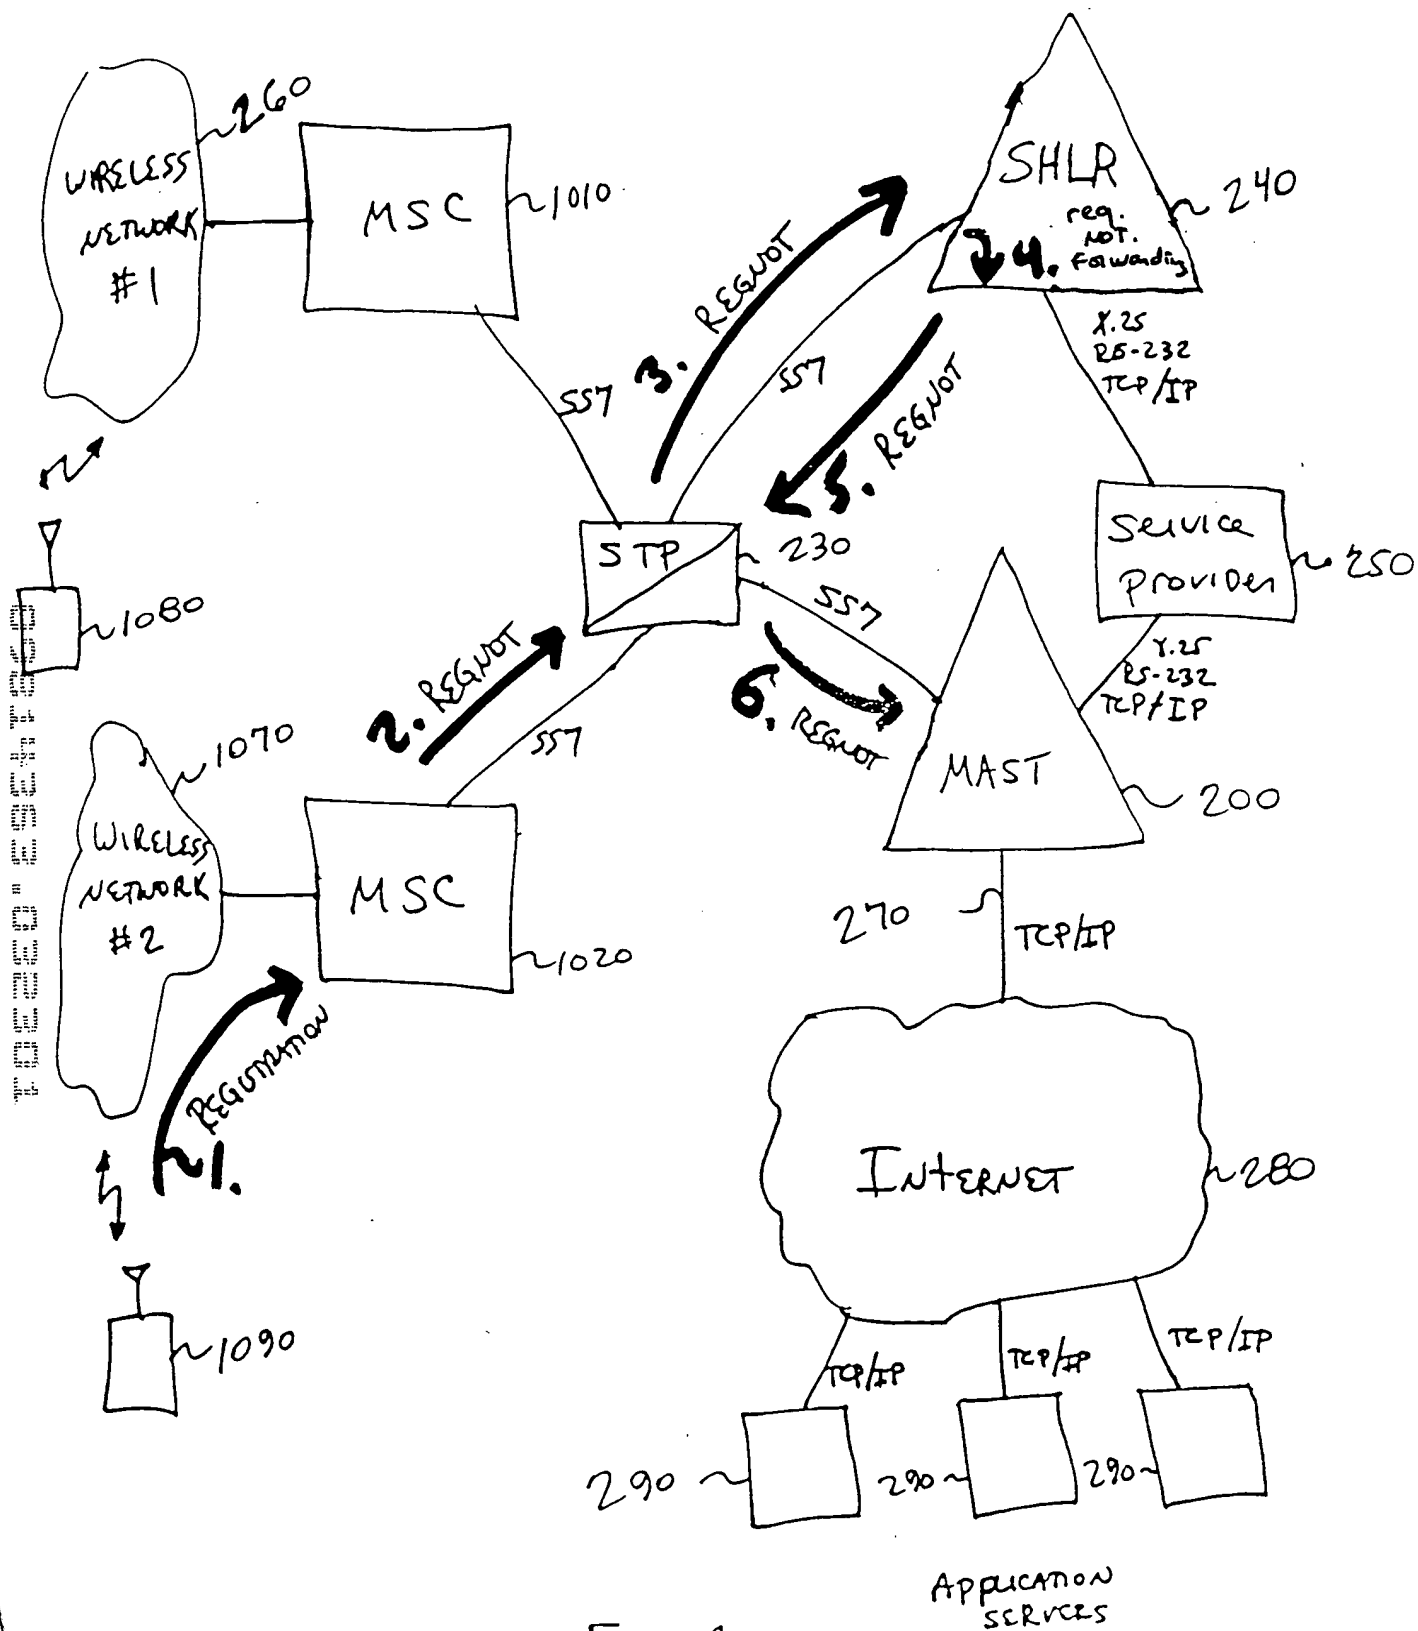 260
WIRELESS
NETWORK
#1
MSC
1010
SHLR
240
req.
NOT.
Forwarding
4.
3. REGNOT
SS7
SS7
5. REGNOT
X.25
RS-232
TCP/IP
STP
230
Service
Provider
250
1080
SS7
X.25
RS-232
TCP/IP
2. REGNOT
SS7
6. REGNOT
MAST
200
1070
WIRELESS
NETWORK
#2
MSC
1020
270
TCP/IP
REGISTRATION
1.
INTERNET
280
1090
TCP/IP
TCP/IP
TCP/IP
290
290
290
APPLICATION